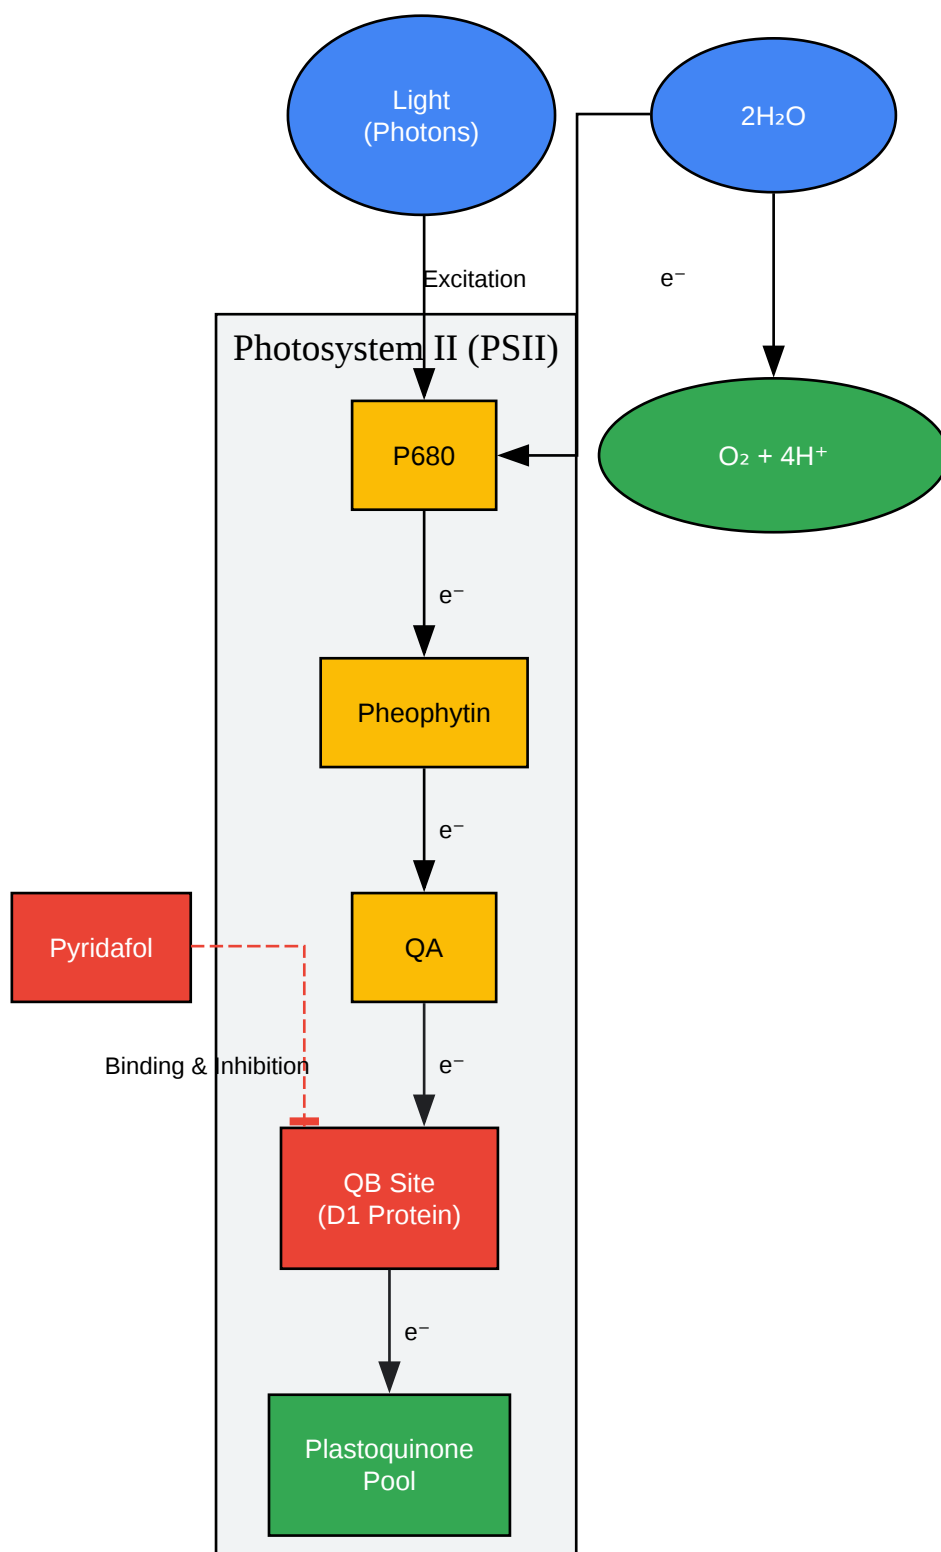 Light
(Photons)
2H₂O
Excitation
e⁻
Photosystem II (PSII)
P680
O₂ + 4H⁺
e⁻
Pheophytin
e⁻
Pyridafol
QA
Binding & Inhibition
e⁻
QB Site
(D1 Protein)
e⁻
Plastoquinone
Pool